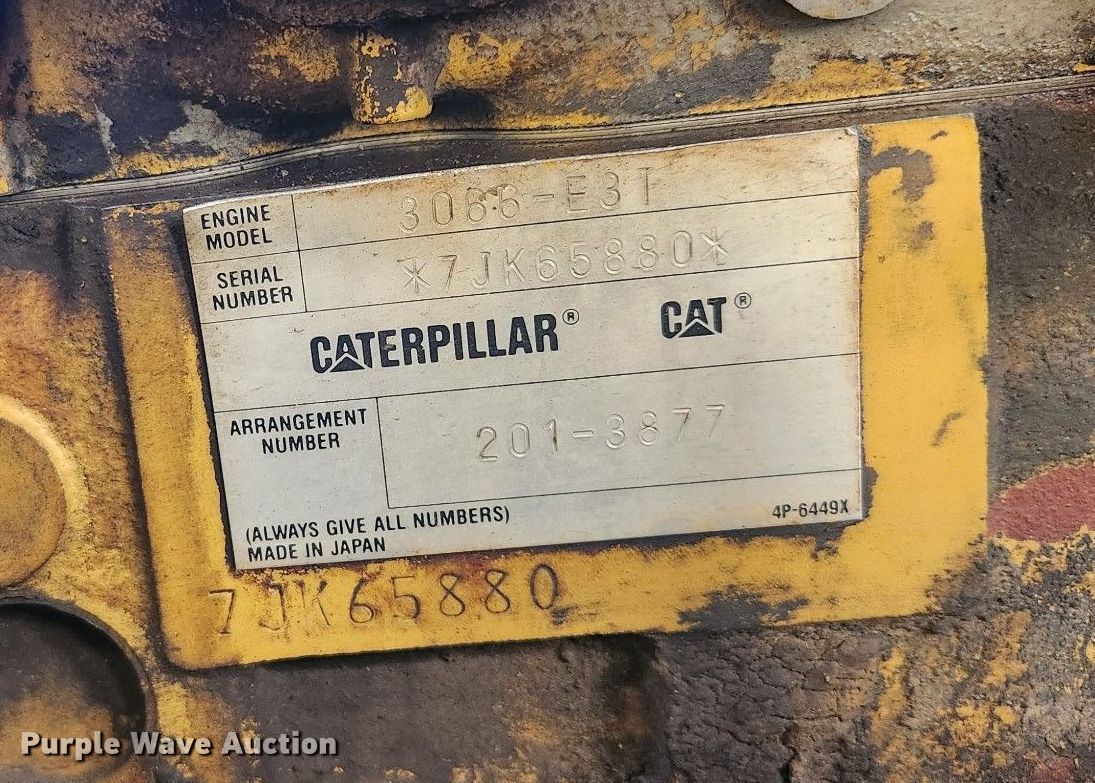 ENGINE MODEL 3066-E3T
SERIAL NUMBER *7JK65880*
CATERPILLAR® CAT®
ARRANGEMENT NUMBER 201-3877
(ALWAYS GIVE ALL NUMBERS) 4P-6449X
MADE IN JAPAN
7JK65880
Purple Wave Auction